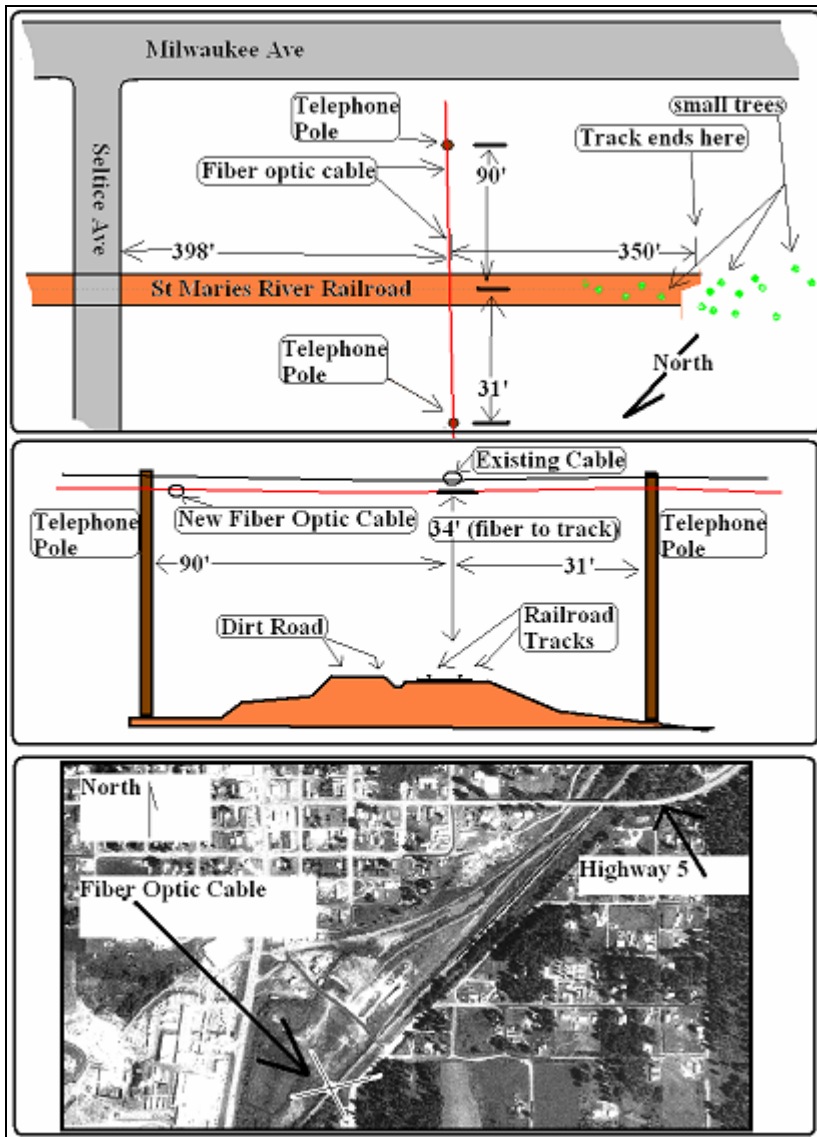 Milwaukee Ave
Seltice Ave
Telephone
Pole
Fiber optic cable
small trees
Track ends here
90'
398'
350'
St Maries River Railroad
Telephone
Pole
31'
North
Existing Cable
New Fiber Optic Cable
Telephone
Pole
34' (fiber to track)
Telephone
Pole
90'
31'
Dirt Road
Railroad
Tracks
North
Fiber Optic Cable
Highway 5